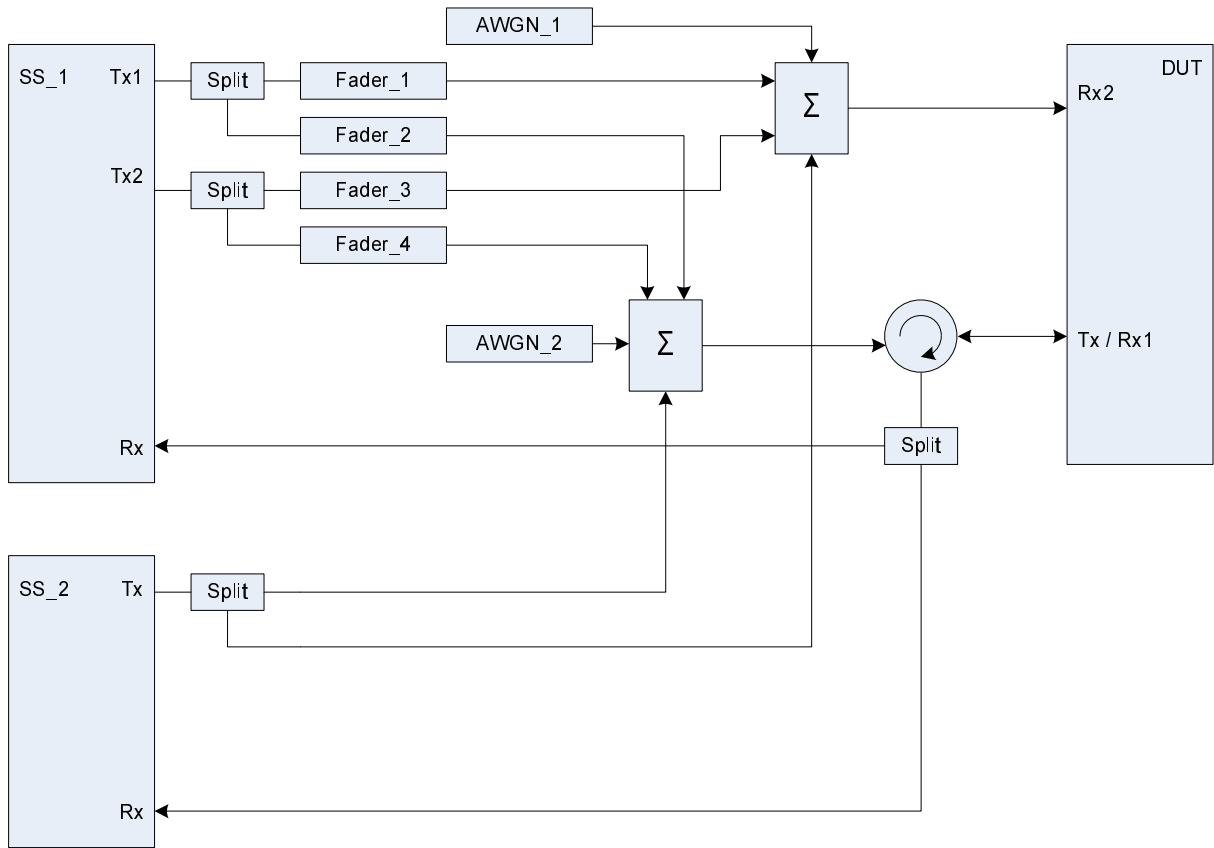 AWGN_1
SS_1
Tx1
Split
Fader_1
Σ
DUT
Rx2
Fader_2
Tx2
Split
Fader_3
Fader_4
AWGN_2
Σ
Tx / Rx1
Rx
Split
SS_2
Tx
Split
Rx